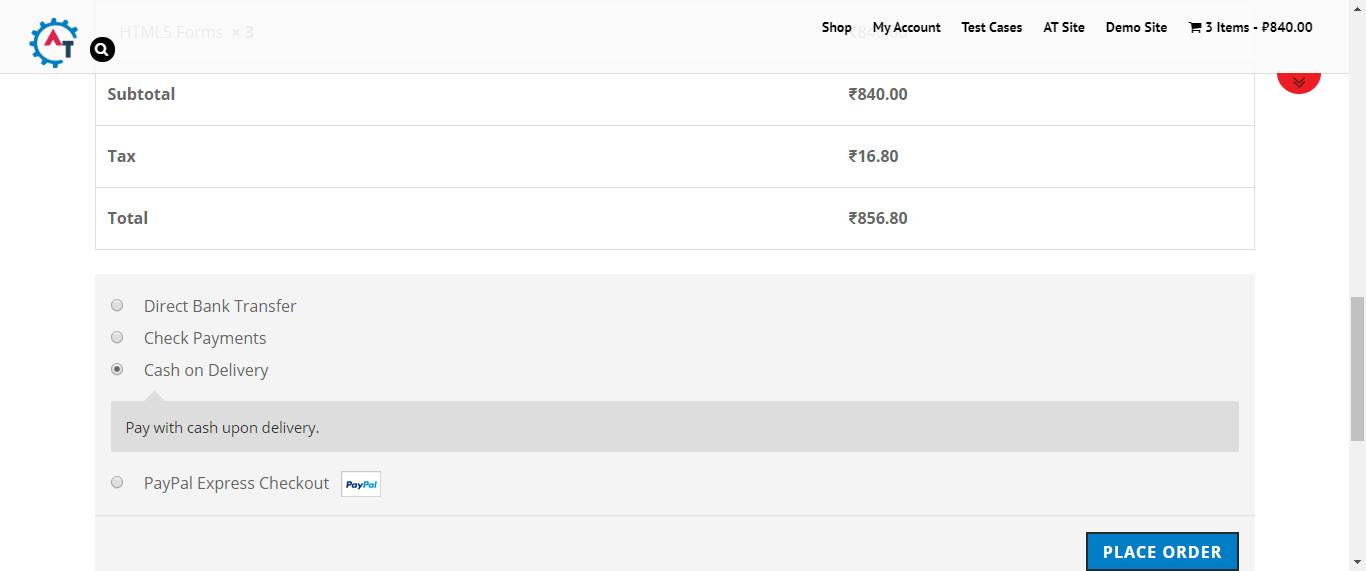 Shop My Account Test Cases AT Site Demo Site 3 Items - ₽840.00
AT
HTML5 Forms × 3 ₹840.00
Subtotal ₹840.00
Tax ₹16.80
Total ₹856.80
Direct Bank Transfer
Check Payments
Cash on Delivery
Pay with cash upon delivery.
PayPal Express Checkout PayPal
PLACE ORDER